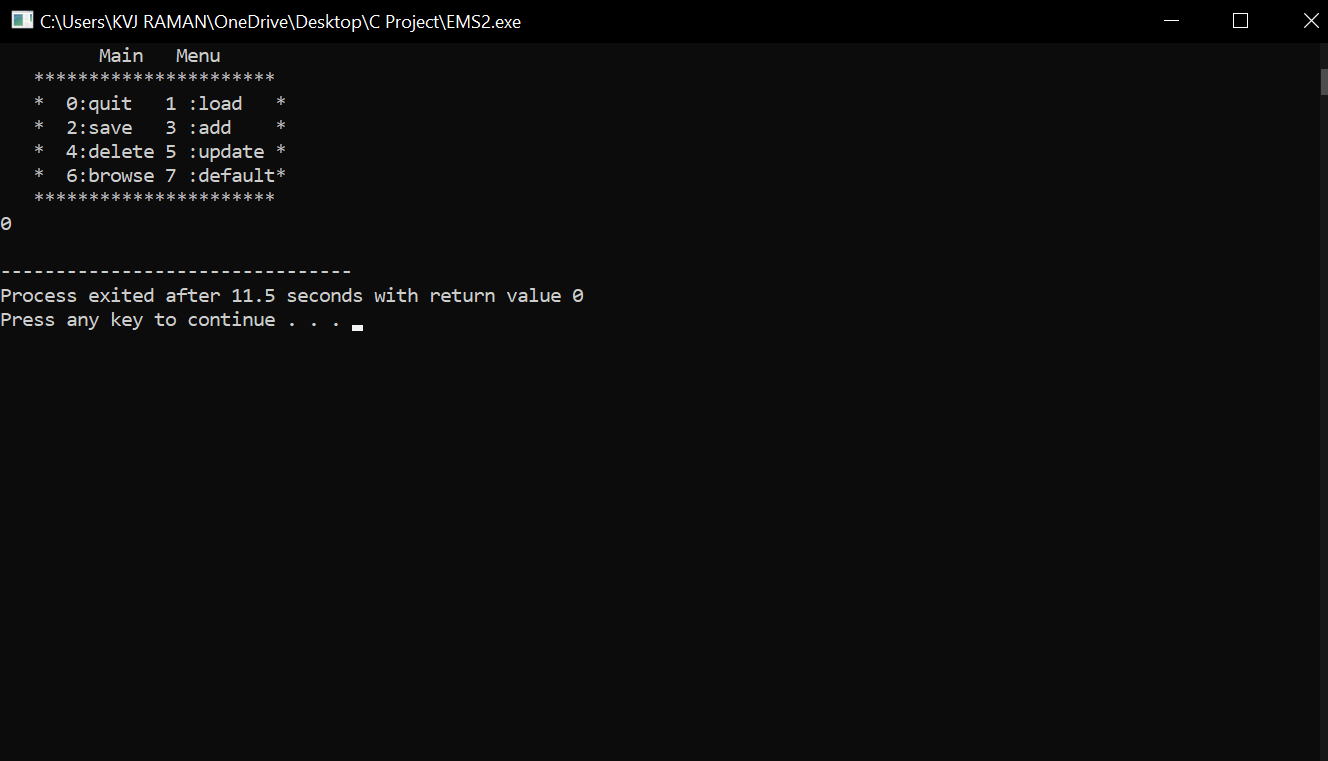 C:\Users\KVJ RAMAN\OneDrive\Desktop\C Project\EMS2.exe
         Main   Menu
   **********************
   *  0:quit   1 :load   *
   *  2:save   3 :add    *
   *  4:delete 5 :update *
   *  6:browse 7 :default*
   **********************
0
--------------------------------
Process exited after 11.5 seconds with return value 0
Press any key to continue . . .